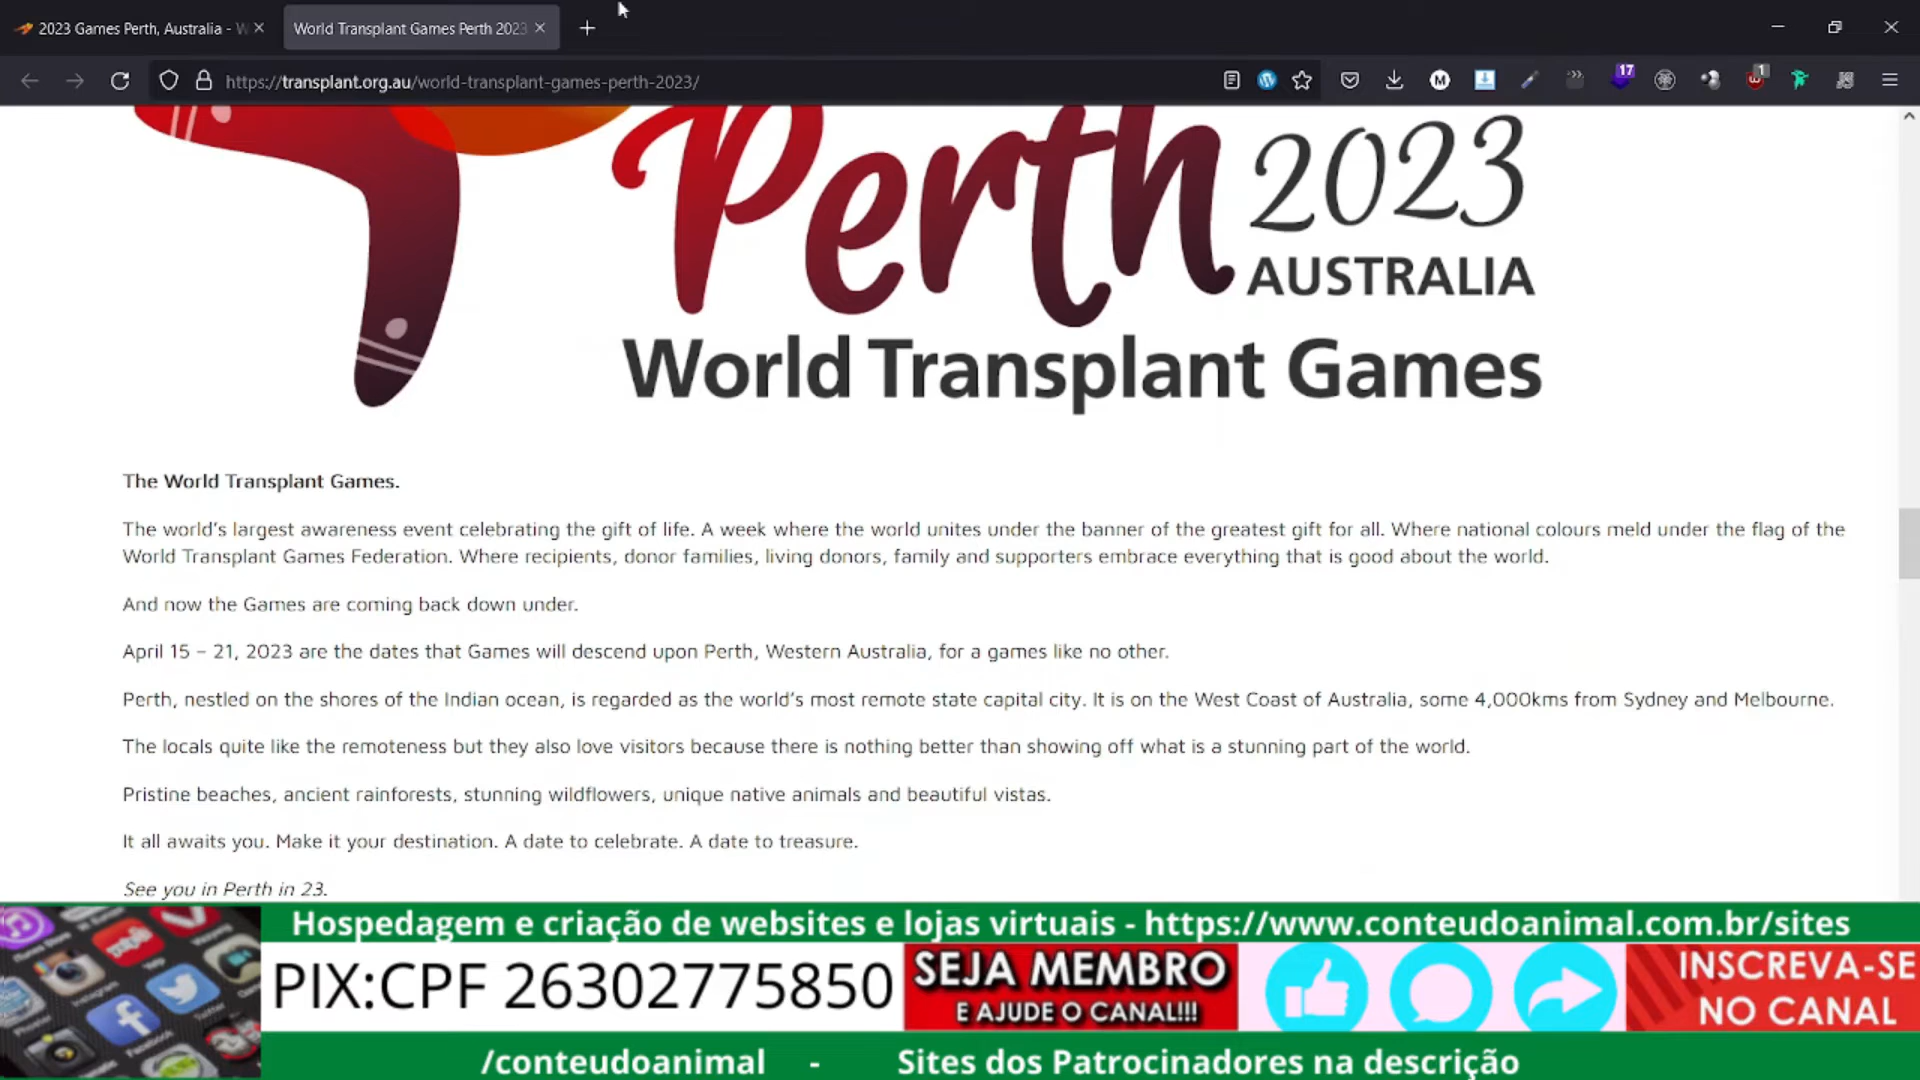 2023 Games Perth, Australia - W
World Transplant Games Perth 2023
https://transplant.org.au/world-transplant-games-perth-2023/
17
1
Perth 2023
AUSTRALIA
World Transplant Games
The World Transplant Games.
The world's largest awareness event celebrating the gift of life. A week where the world unites under the banner of the greatest gift for all. Where national colours meld under the flag of the
World Transplant Games Federation. Where recipients, donor families, living donors, family and supporters embrace everything that is good about the world.
And now the Games are coming back down under.
April 15 – 21, 2023 are the dates that Games will descend upon Perth, Western Australia, for a games like no other.
Perth, nestled on the shores of the Indian ocean, is regarded as the world's most remote state capital city. It is on the West Coast of Australia, some 4,000kms from Sydney and Melbourne.
The locals quite like the remoteness but they also love visitors because there is nothing better than showing off what is a stunning part of the world.
Pristine beaches, ancient rainforests, stunning wildflowers, unique native animals and beautiful vistas.
It all awaits you. Make it your destination. A date to celebrate. A date to treasure.
See you in Perth in 23.
Hospedagem e criação de websites e lojas virtuais - https://www.conteudoanimal.com.br/sites
PIX:CPF 26302775850
SEJA MEMBRO
E AJUDE O CANAL!!!
INSCREVA-SE
NO CANAL
/conteudoanimal - Sites dos Patrocinadores na descrição